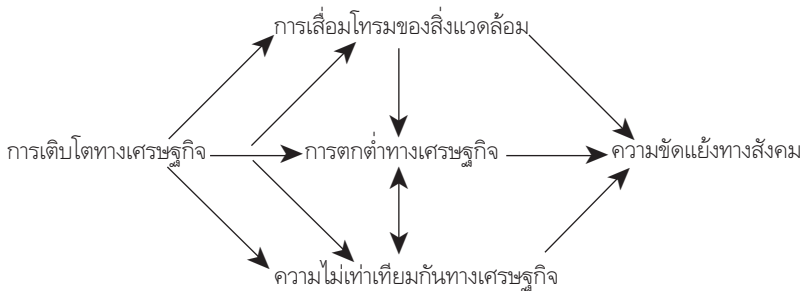 การเสื่อมโทรมของสิ่งแวดล้อม
การเติบโตทางเศรษฐกิจ การตกต่ำทางเศรษฐกิจ ความขัดแย้งทางสังคม
ความไม่เท่าเทียมกันทางเศรษฐกิจ